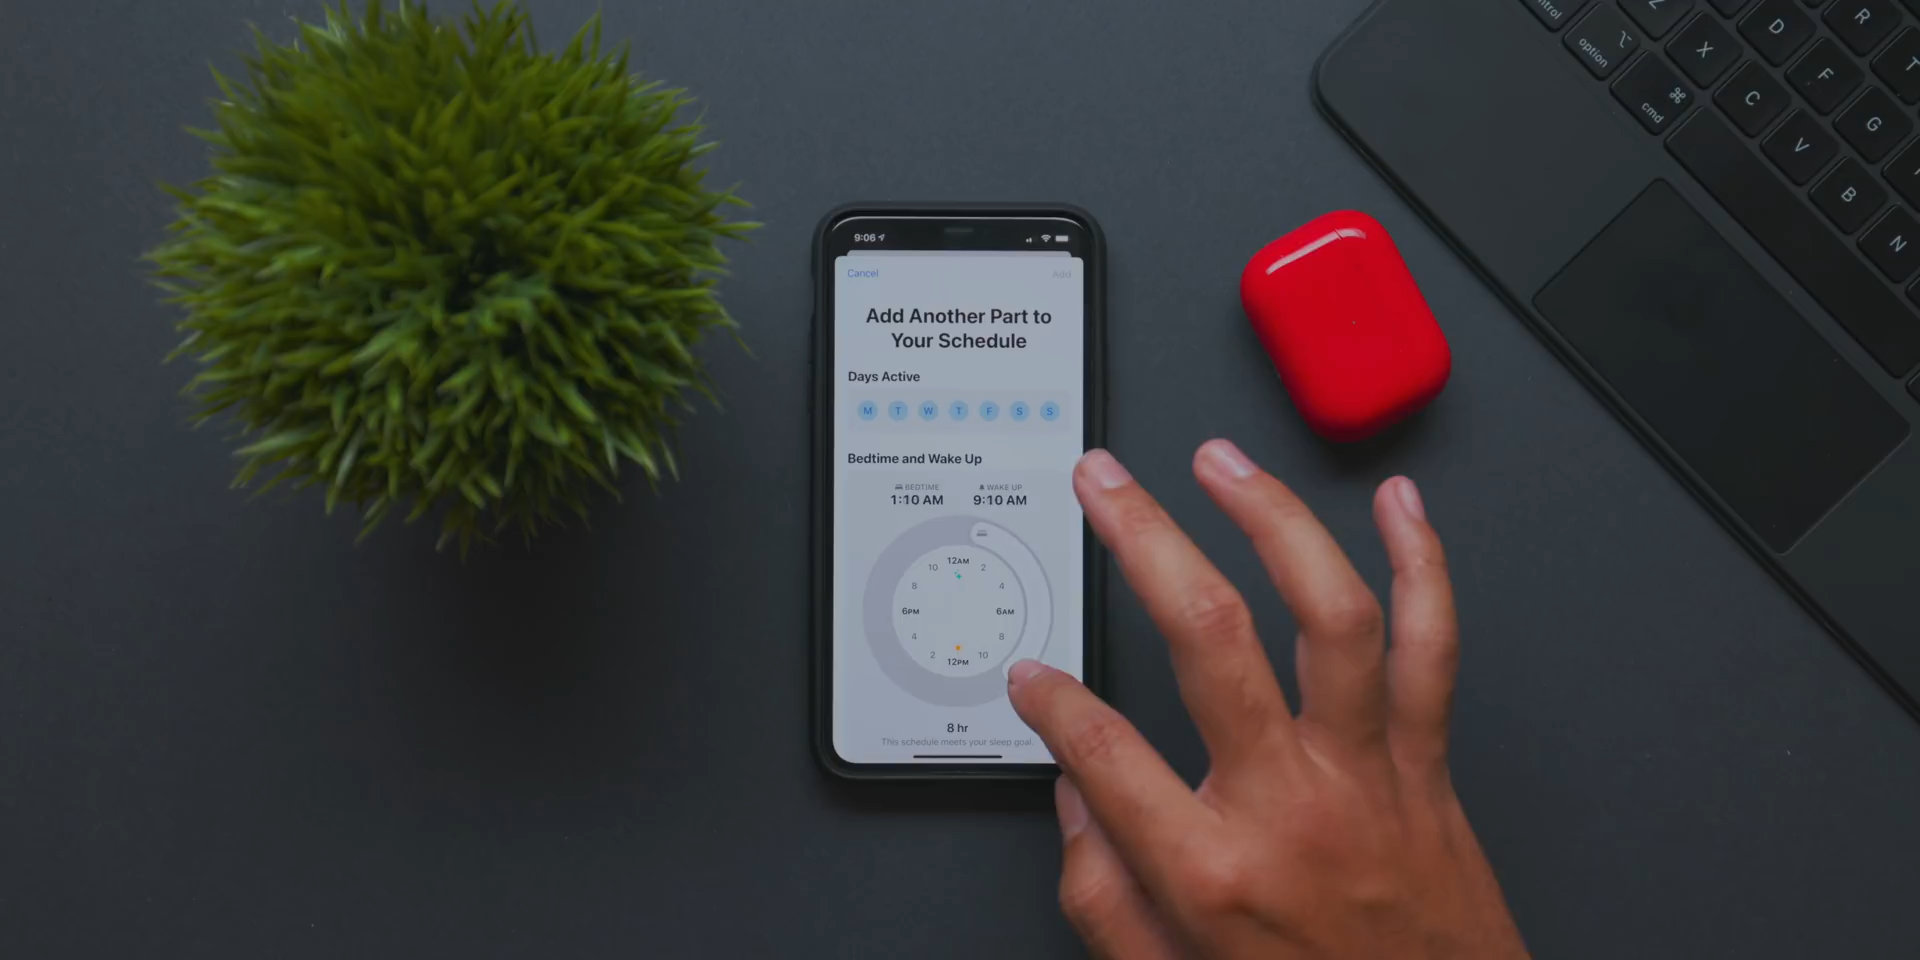 9:06
Cancel Add
Add Another Part to
Your Schedule
Days Active
M T W T F S S
Bedtime and Wake Up
BEDTIME WAKE UP
1:10 AM 9:10 AM
12AM
10 2
8 4
6PM 6AM
4 8
2 10
12PM
8 hr
This schedule meets your sleep goal.
option
cmd ⌘
Z X C V B N
D F G
R T